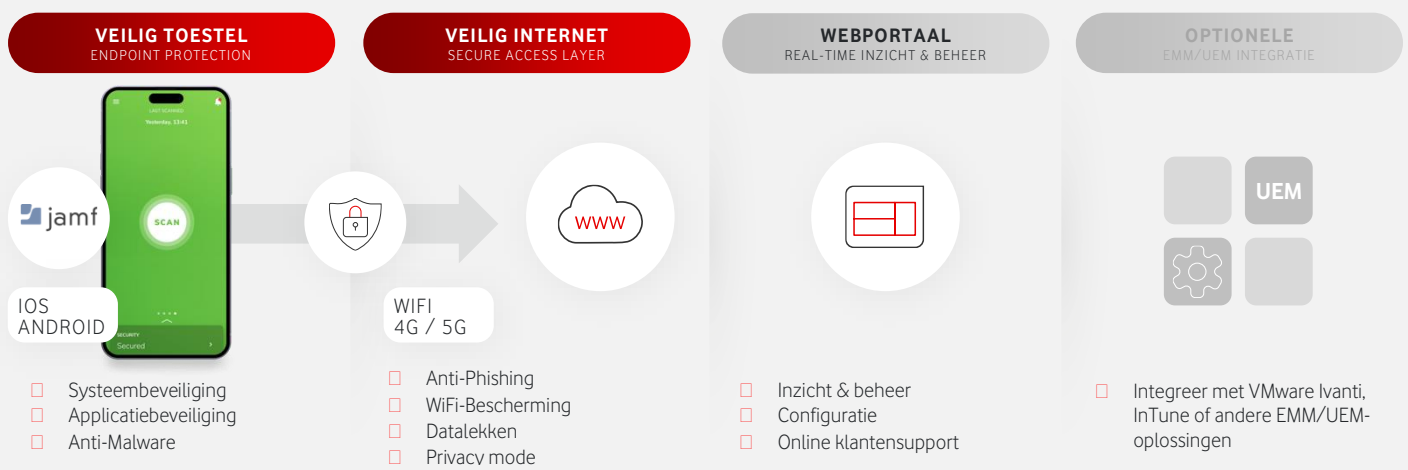 VEILIG TOESTEL
ENDPOINT PROTECTION
VEILIG INTERNET
SECURE ACCESS LAYER
WEBPORTAAL
REAL-TIME INZICHT & BEHEER
OPTIONELE
EMM/UEM INTEGRATIE
LAST SCANNED
Yesterday, 13:41
jamf
SCAN
WWW
UEM
IOS
ANDROID
SECURITY
Secured
WIFI
4G / 5G
Systeembeveiliging
Applicatiebeveiliging
Anti-Malware
Anti-Phishing
WiFi-Bescherming
Datalekken
Privacy mode
Inzicht & beheer
Configuratie
Online klantensupport
Integreer met VMware Ivanti,
InTune of andere EMM/UEM-
oplossingen